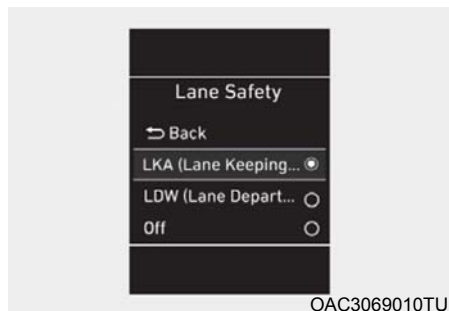 Lane Safety
Back
LKA (Lane Keeping...
LDW (Lane Depart...
Off
OAC3069010TU